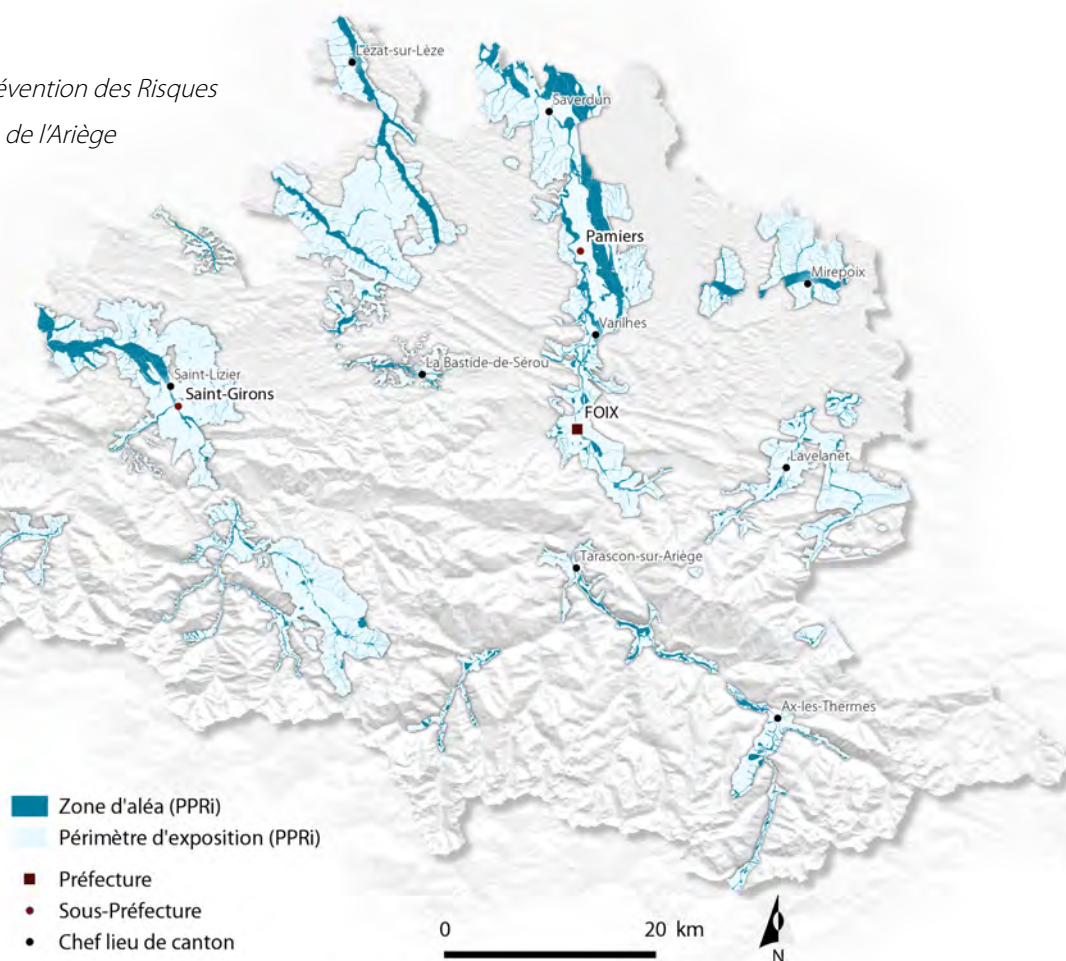 évention des Risques
de l'Ariège
Lézat-sur-Lèze
Saverdun
Pamiers
Mirepoix
Varilhes
La Bastide-de-Sérou
Saint-Lizier
Saint-Girons
FOIX
Lavelanet
Tarascon-sur-Ariège
Ax-les-Thermes
Zone d'aléa (PPRi)
Périmètre d'exposition (PPRi)
Préfecture
Sous-Préfecture
Chef lieu de canton
0 20 km
N